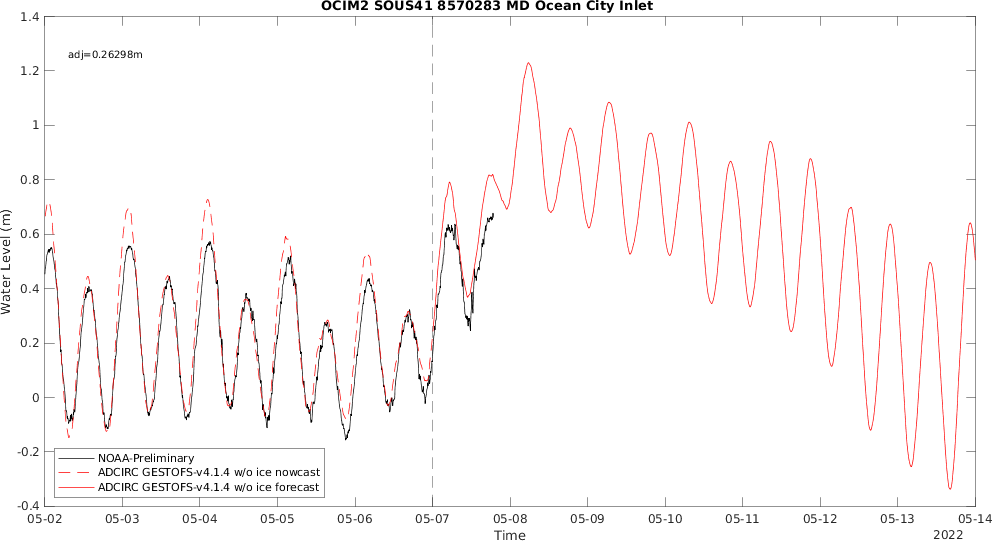 OCIM2 SOUS41 8570283 MD Ocean City Inlet
adj=0.26298m
1.4
1.2
1
0.8
0.6
0.4
0.2
0
-0.2
-0.4
Water Level (m)
NOAA-Preliminary
ADCIRC GESTOFS-v4.1.4 w/o ice nowcast
ADCIRC GESTOFS-v4.1.4 w/o ice forecast
05-02 05-03 05-04 05-05 05-06 05-07 05-08 05-09 05-10 05-11 05-12 05-13 05-14
Time
2022